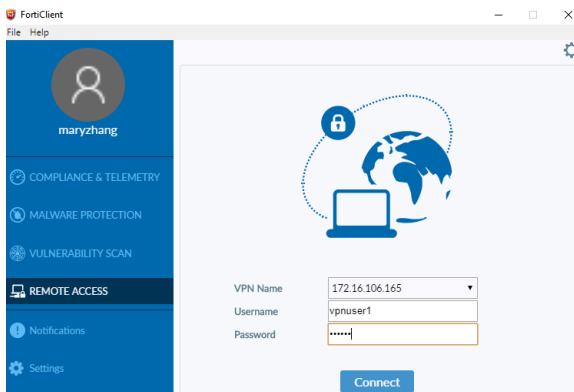 FortiClient
File Help
maryzhang
COMPLIANCE & TELEMETRY
MALWARE PROTECTION
VULNERABILITY SCAN
REMOTE ACCESS
Notifications
Settings
VPN Name 172.16.106.165
Username vpnuser1
Password ••••••
Connect